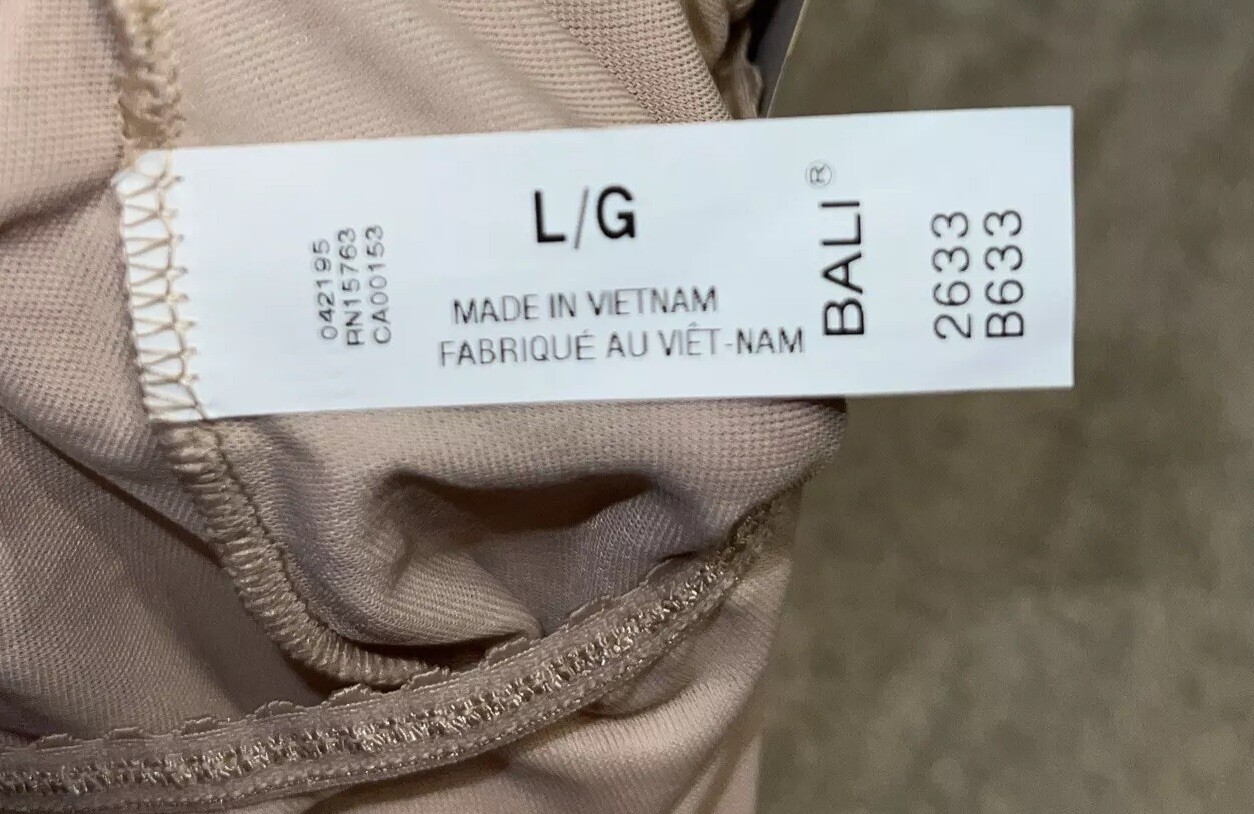 042195
RN15763
CA00153
L/G
MADE IN VIETNAM
FABRIQUÉ AU VIÊT-NAM
BALI®
2633
B633